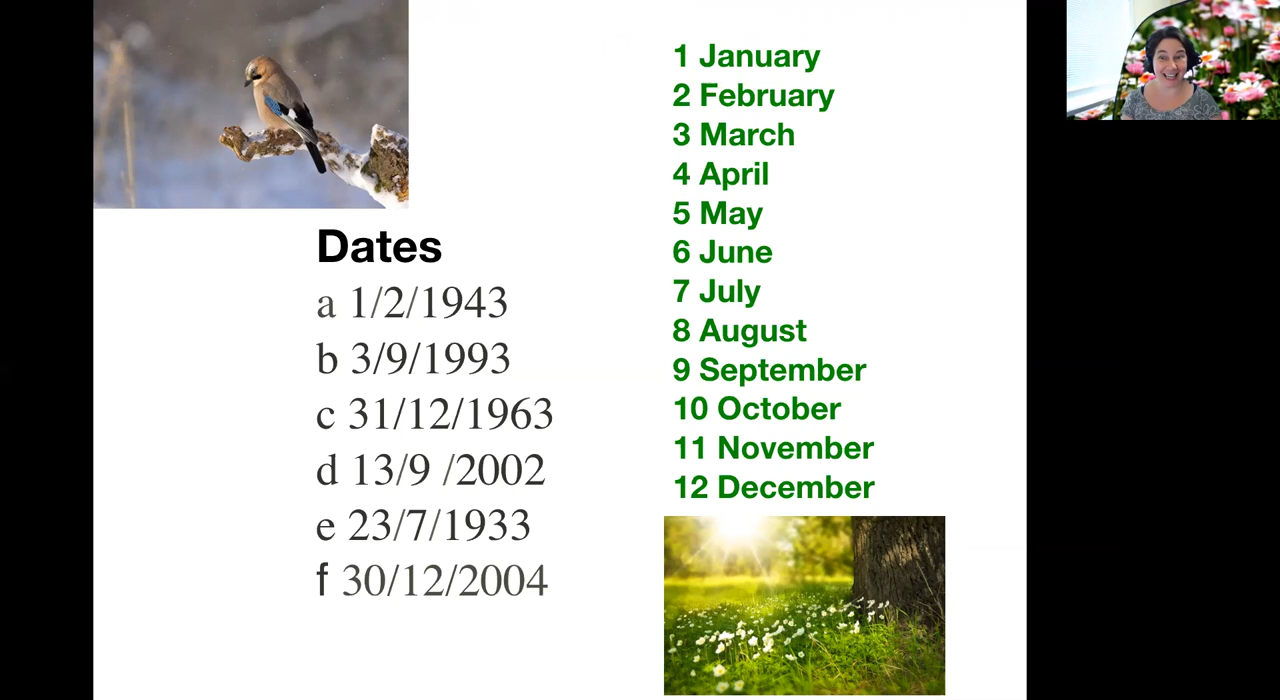 Dates
a 1/2/1943
b 3/9/1993
c 31/12/1963
d 13/9 /2002
e 23/7/1933
f 30/12/2004
1 January
2 February
3 March
4 April
5 May
6 June
7 July
8 August
9 September
10 October
11 November
12 December